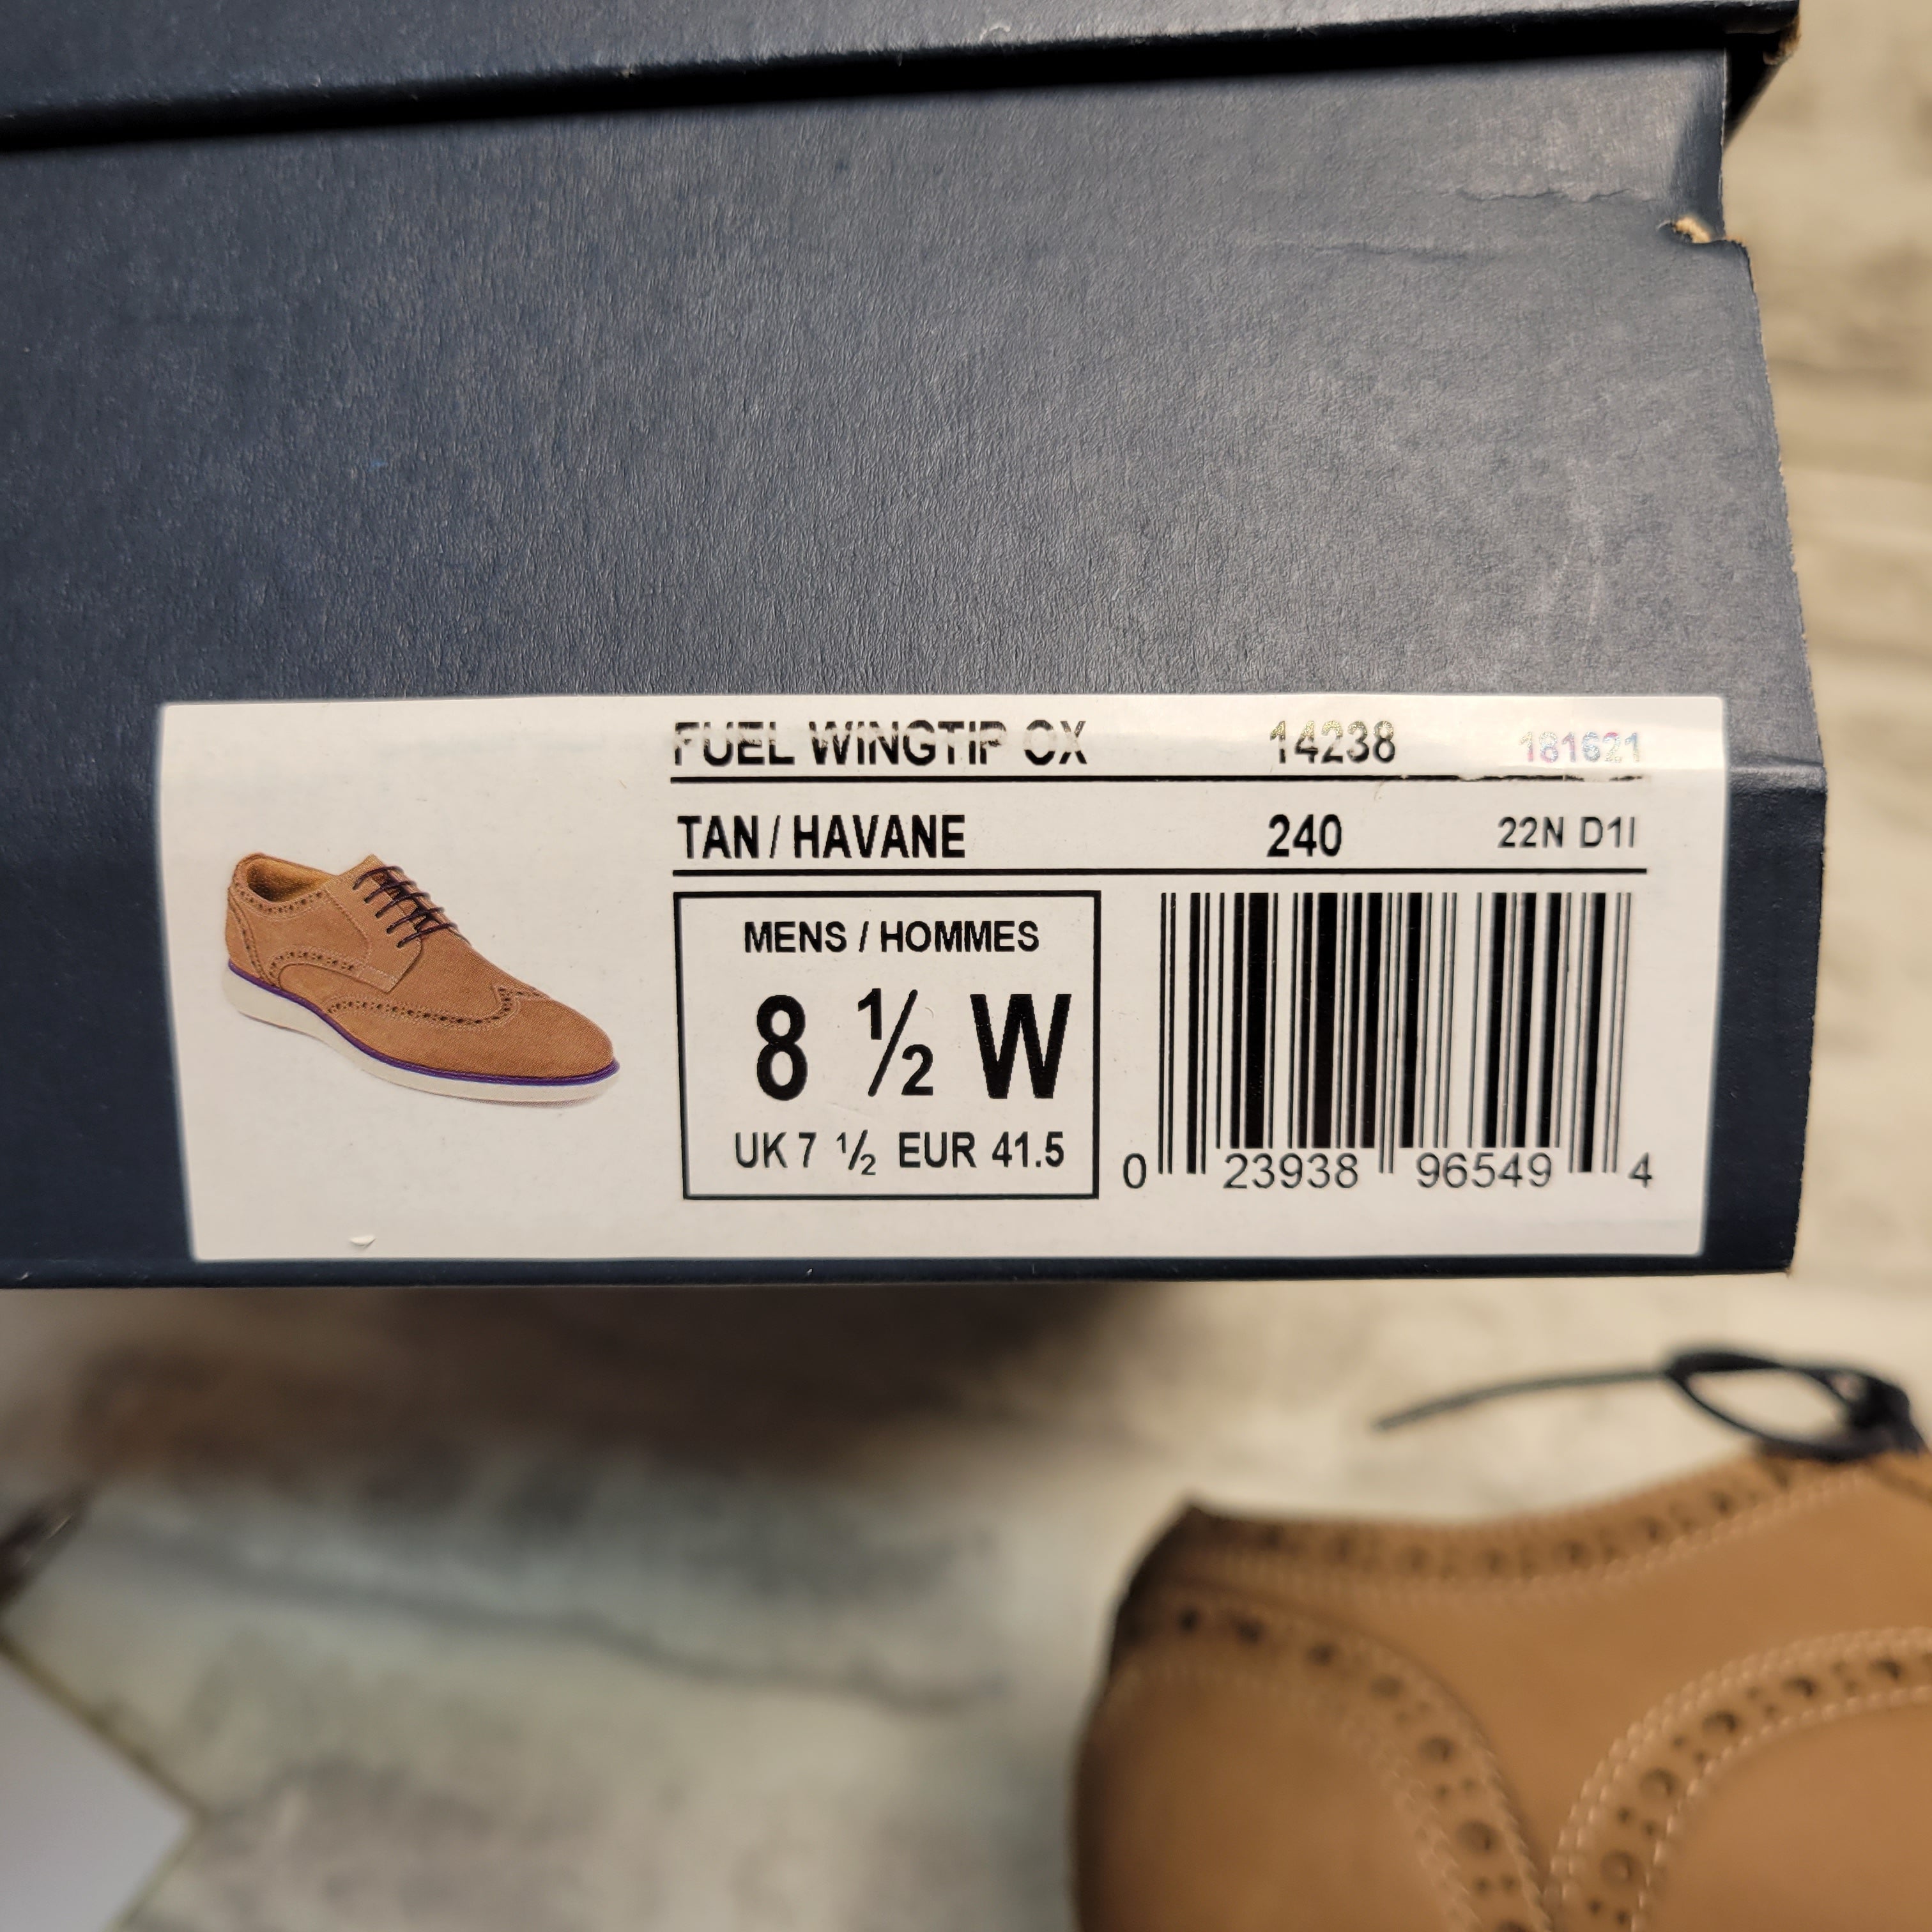 FUEL WINGTIP OX 14238 181621
TAN / HAVANE 240 22N D1I
MENS / HOMMES
8 ½ W
UK 7 ½ EUR 41.5
0 23938 96549 4